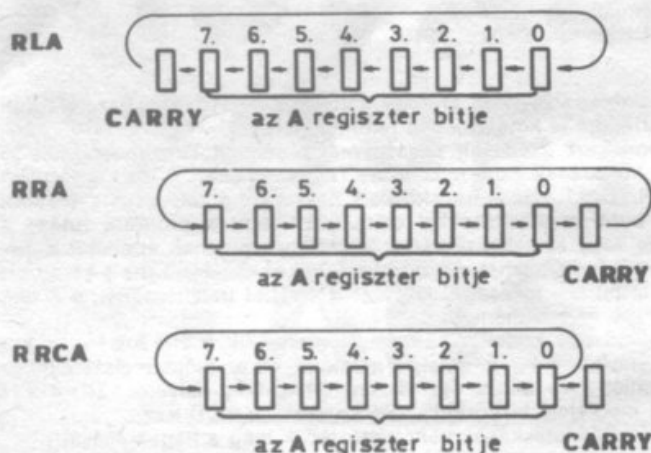 RLA 7. 6. 5. 4. 3. 2. 1. 0
CARRY az A regiszter bitje
RRA 7. 6. 5. 4. 3. 2. 1. 0
az A regiszter bitje CARRY
RRCA 7. 6. 5. 4. 3. 2. 1. 0
az A regiszter bitje CARRY